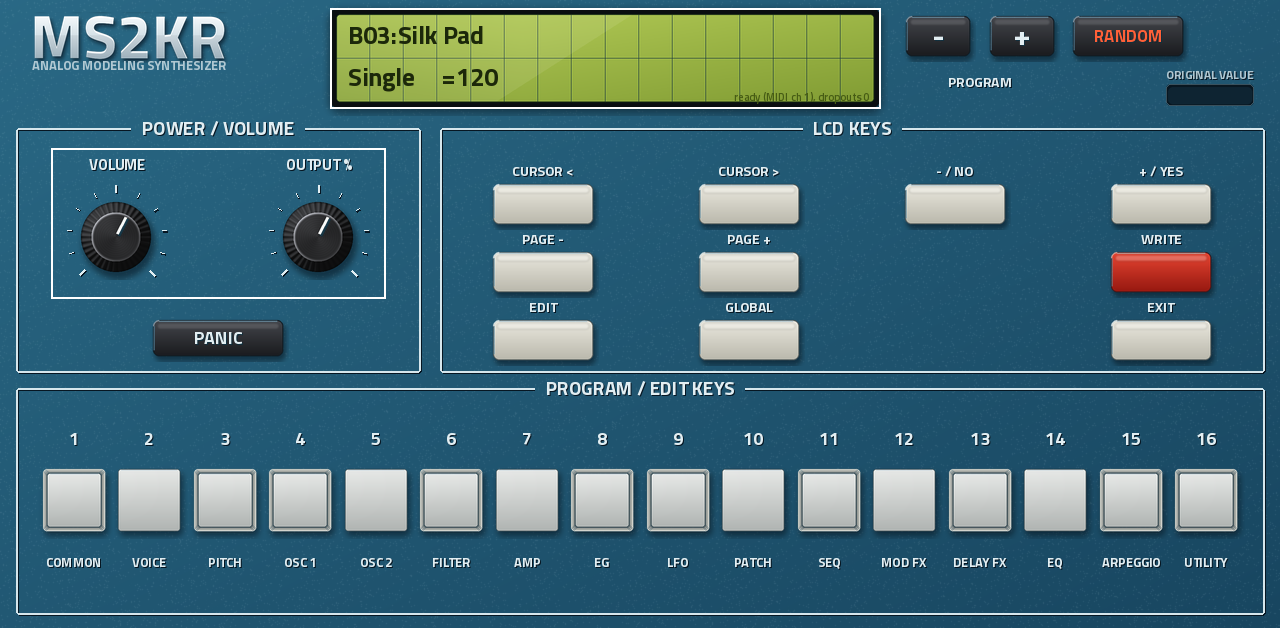 MS2KR
ANALOG MODELING SYNTHESIZER
B03:Silk Pad
Single =120
ready (MIDI ch 1), dropouts 0
- + RANDOM
PROGRAM
ORIGINAL VALUE
POWER / VOLUME
VOLUME OUTPUT %
PANIC
LCD KEYS
CURSOR < CURSOR > - / NO + / YES
PAGE - PAGE + WRITE
EDIT GLOBAL EXIT
PROGRAM / EDIT KEYS
1 2 3 4 5 6 7 8 9 10 11 12 13 14 15 16
COMMON VOICE PITCH OSC 1 OSC 2 FILTER AMP EG LFO PATCH SEQ MOD FX DELAY FX EQ ARPEGGIO UTILITY